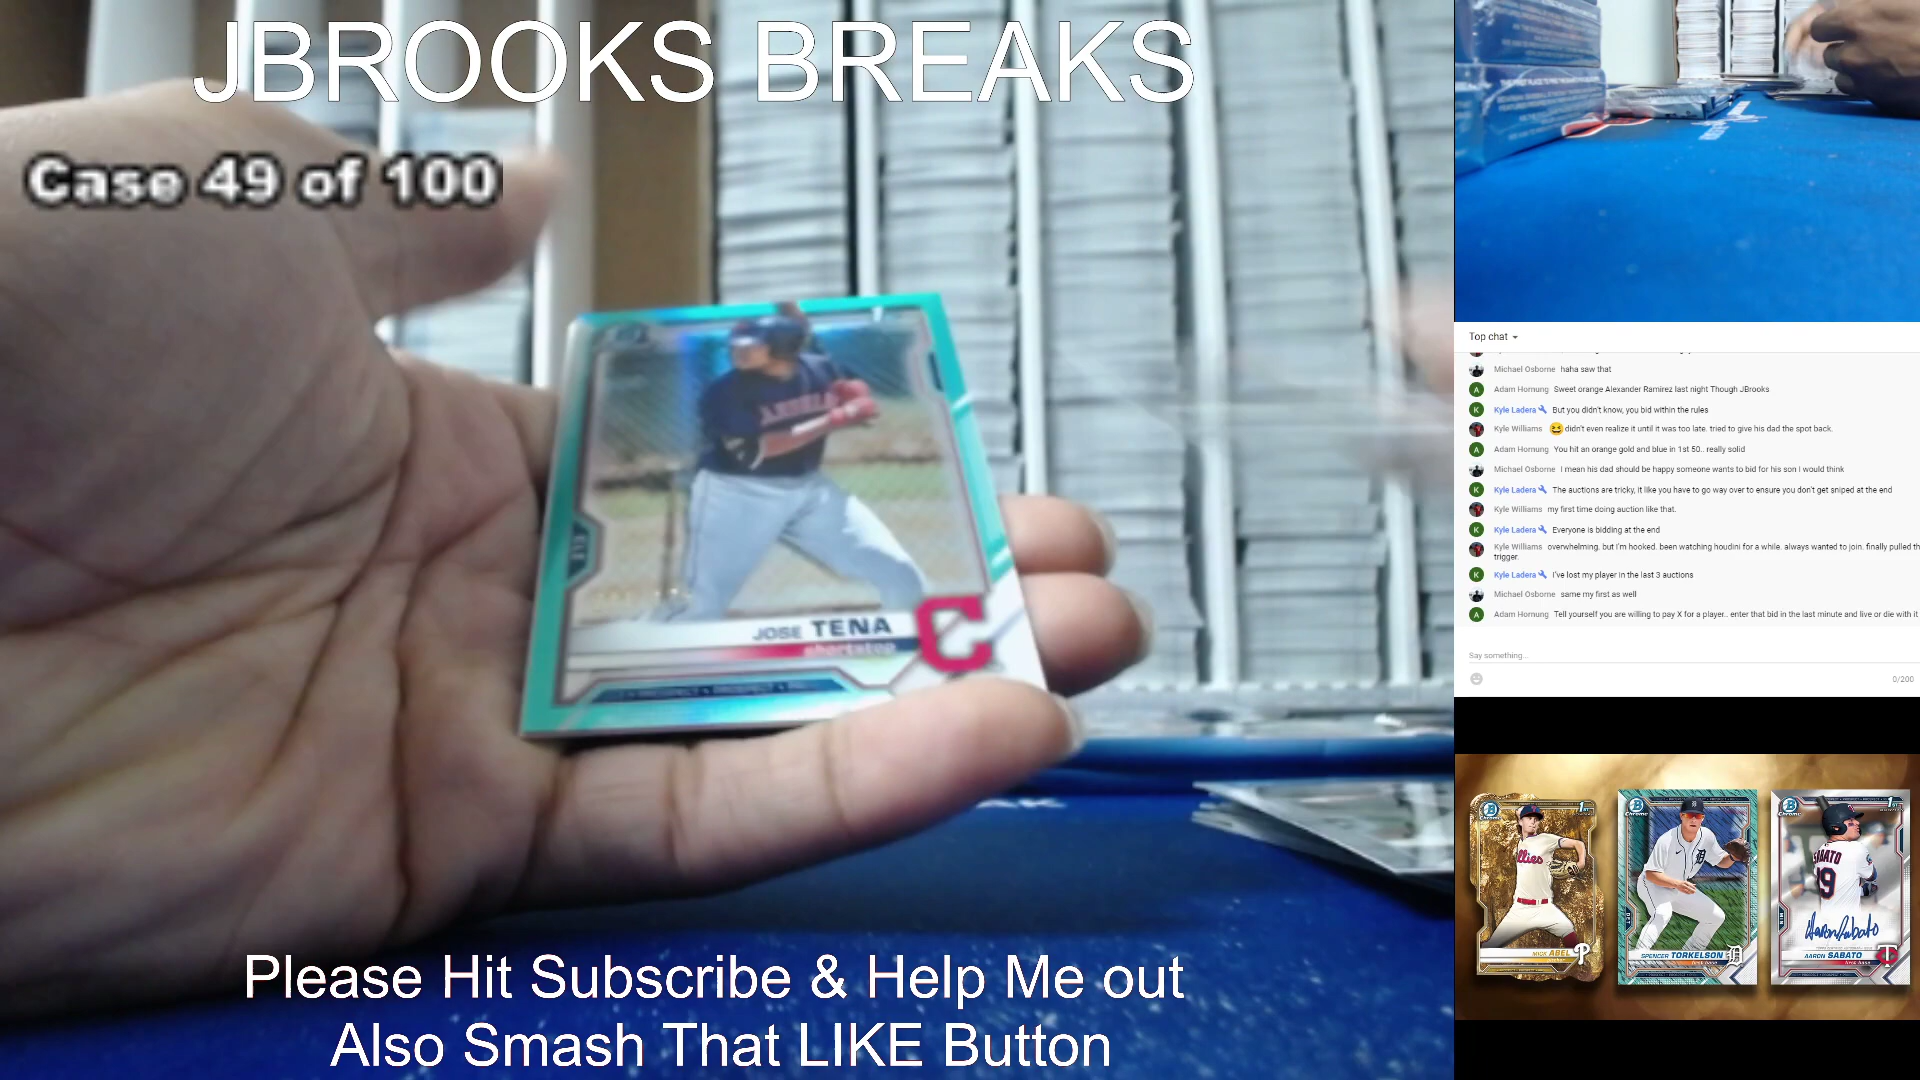 JBROOKS BREAKS
Case 49 of 100
JOSE TENA
shortstop
Please Hit Subscribe & Help Me out
Also Smash That LIKE Button
Top chat
Michael Osborne haha saw that
Adam Hornung Sweet orange Alexander Ramirez last night Though JBrooks
Kyle Ladera But you didn't know, you bid within the rules
Kyle Williams didn't even realize it until it was too late. tried to give his dad the spot back.
Adam Hornung You hit an orange gold and blue in 1st 50.. really solid
Michael Osborne I mean his dad should be happy someone wants to bid for his son I would think
Kyle Ladera The auctions are tricky, it like you have to go way over to ensure you don't get sniped at the end
Kyle Williams my first time doing auction like that.
Kyle Ladera Everyone is bidding at the end
Kyle Williams overwhelming. but I'm hooked. been watching houdini for a while. always wanted to join. finally pulled th
trigger.
Kyle Ladera I've lost my player in the last 3 auctions
Michael Osborne same my first as well
Adam Hornung Tell yourself you are willing to pay X for a player.. enter that bid in the last minute and live or die with it
Say something...
0/200
MICK ABEL
SPENCER TORKELSON
AARON SABATO